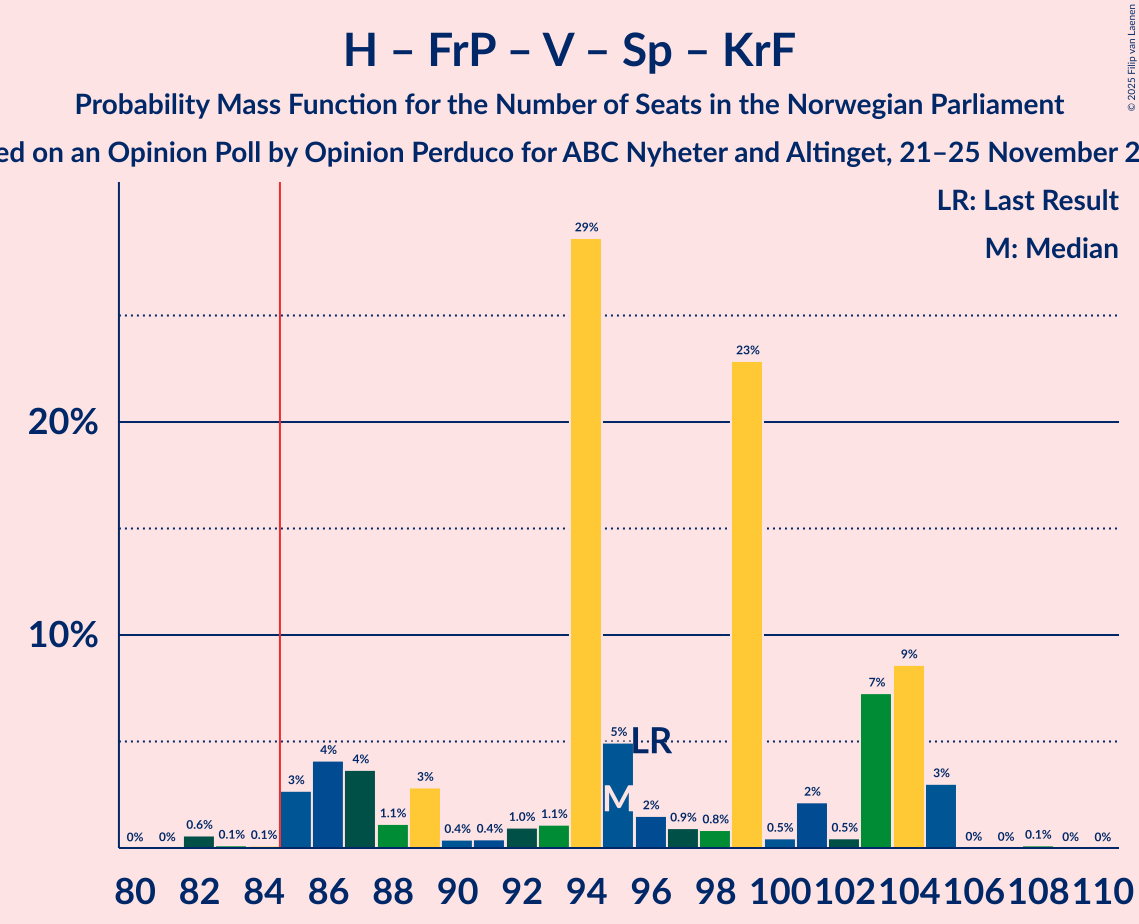 H – FrP – V – Sp – KrF
Probability Mass Function for the Number of Seats in the Norwegian Parliament
ed on an Opinion Poll by Opinion Perduco for ABC Nyheter and Altinget, 21–25 November 2
© 2025 Filip van Laenen
LR: Last Result
M: Median
20%
10%
0% 0% 0.6% 0.1% 0.1% 3% 4% 4% 1.1% 3% 0.4% 0.4% 1.0% 1.1% 29% 5% 2% 0.9% 0.8% 23% 0.5% 2% 0.5% 7% 9% 3% 0% 0% 0.1% 0% 0%
LR
M
80 82 84 86 88 90 92 94 96 98 100 102 104 106 108 110